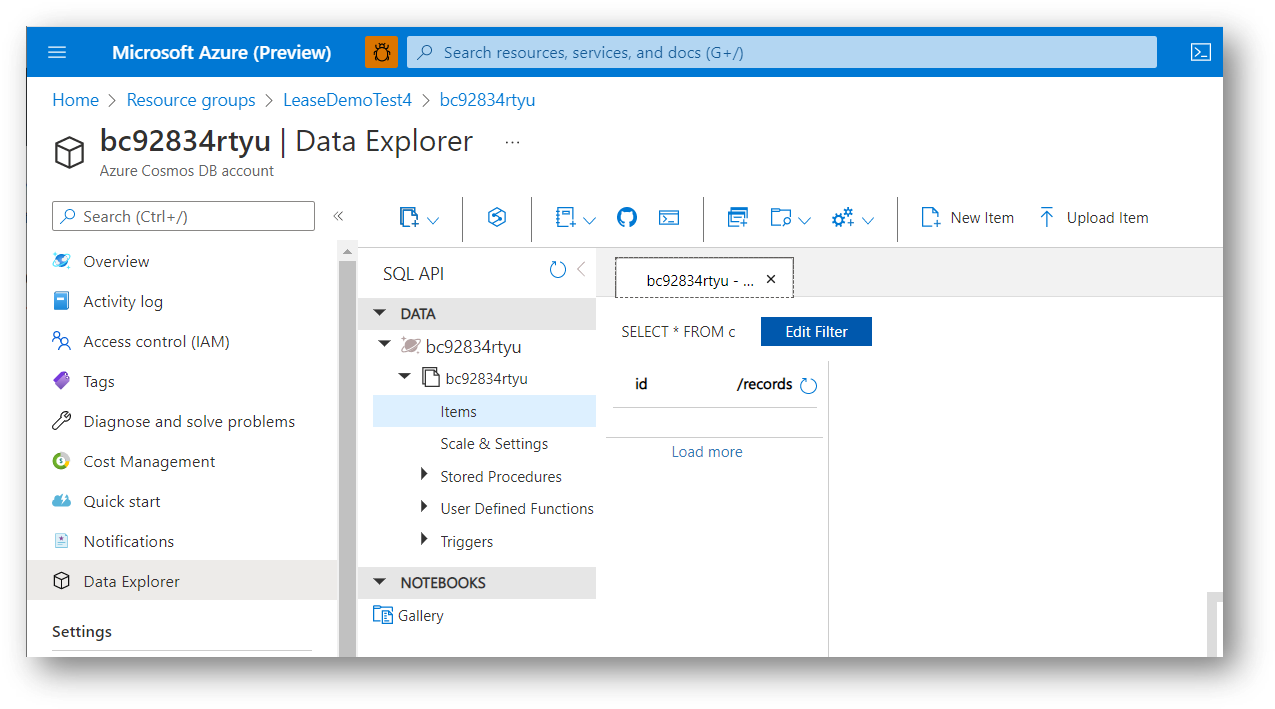 Microsoft Azure (Preview)
Search resources, services, and docs (G+/)
Home > Resource groups > LeaseDemoTest4 > bc92834rtyu
bc92834rtyu | Data Explorer ...
Azure Cosmos DB account
Search (Ctrl+/)
«
New Item
Upload Item
Overview
Activity log
Access control (IAM)
Tags
Diagnose and solve problems
Cost Management
Quick start
Notifications
Data Explorer
Settings
SQL API
DATA
bc92834rtyu
bc92834rtyu
Items
Scale & Settings
Stored Procedures
User Defined Functions
Triggers
NOTEBOOKS
Gallery
bc92834rtyu - ...
SELECT * FROM c
Edit Filter
id /records
Load more